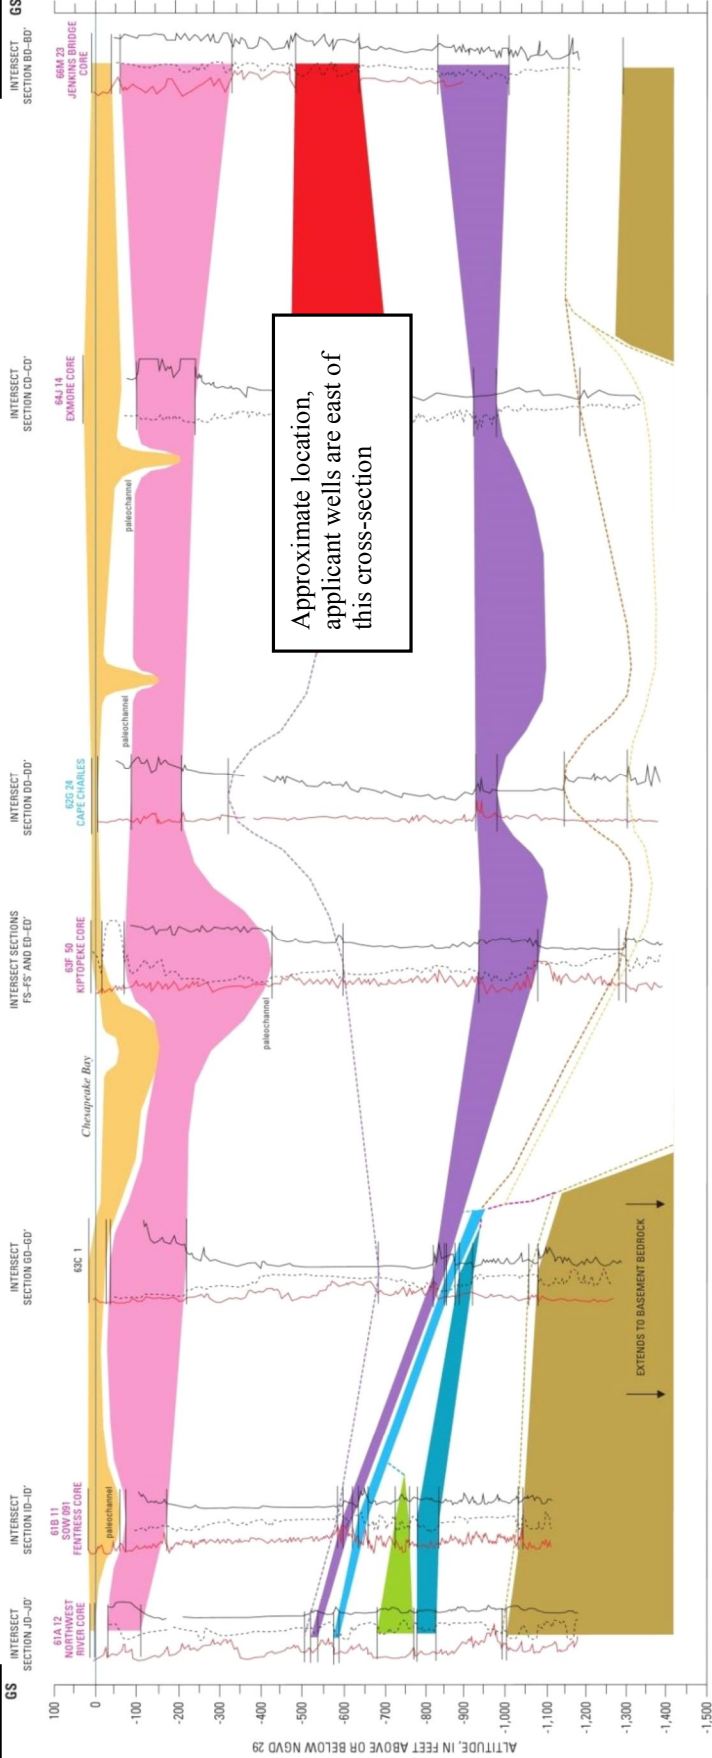 GS
GS
INTERSECT
SECTION JD–JD'
61A 12
NORTHWEST
RIVER CORE
INTERSECT
SECTION ID–ID'
61B 11
SOW 091
FENTRESS CORE
INTERSECT
SECTION GD–GD'
63C 1
INTERSECT SECTIONS
FS–FS' AND ED–ED'
63F 50
KIPTOPEKE CORE
INTERSECT
SECTION DD–DD'
62G 24
CAPE CHARLES
INTERSECT
SECTION CD–CD'
64J 14
EXMORE CORE
INTERSECT
SECTION BD–BD'
66M 23
JENKINS BRIDGE
CORE
Chesapeake Bay
paleochannel
paleochannel
paleochannel
paleochannel
Approximate location,
applicant wells are east of
this cross-section
EXTENDS TO BASEMENT BEDROCK
ALTITUDE, IN FEET ABOVE OR BELOW NGVD 29
100
0
-100
-200
-300
-400
-500
-600
-700
-800
-900
-1,000
-1,100
-1,200
-1,300
-1,400
-1,500